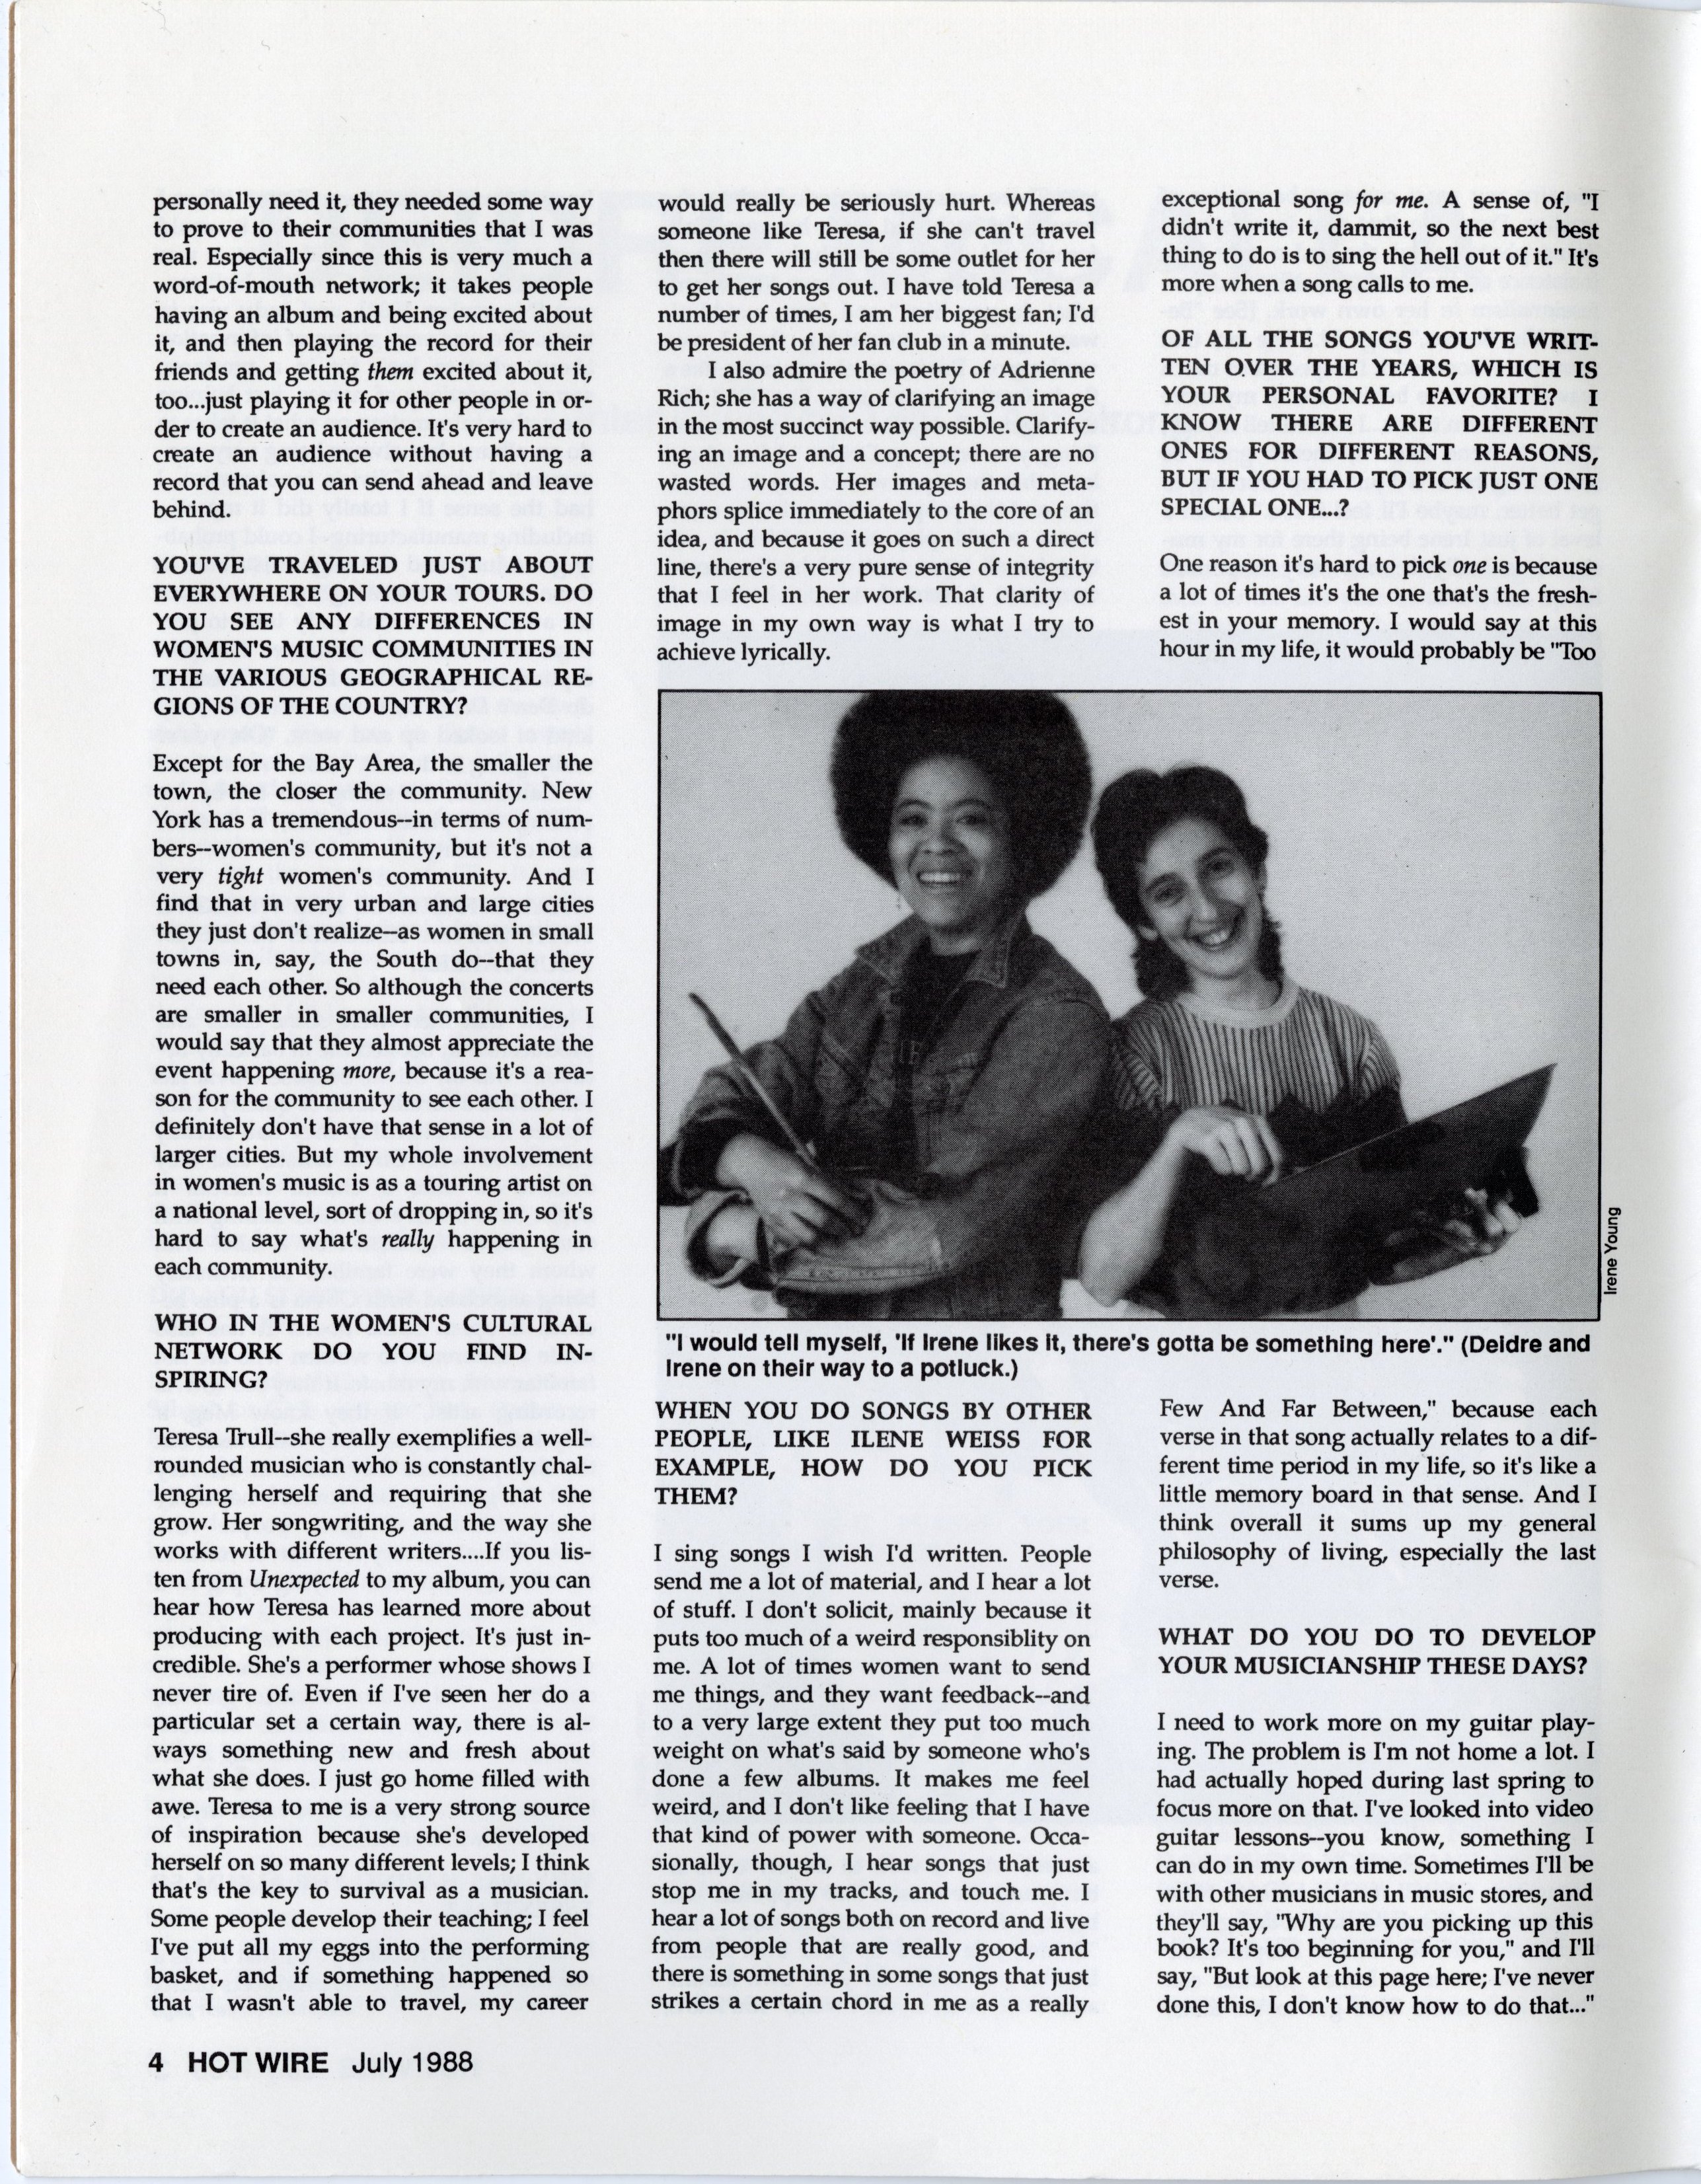 personally need it, they needed some way
to prove to their communities that I was
real. Especially since this is very much a
word-of-mouth network; it takes people
having an album and being excited about
it, and then playing the record for their
friends and getting them excited about it,
too...just playing it for other people in or-
der to create an audience. It's very hard to
create an audience without having a
record that you can send ahead and leave
behind.
YOU'VE TRAVELED JUST ABOUT
EVERYWHERE ON YOUR TOURS. DO
YOU SEE ANY DIFFERENCES IN
WOMEN'S MUSIC COMMUNITIES IN
THE VARIOUS GEOGRAPHICAL RE-
GIONS OF THE COUNTRY?
Except for the Bay Area, the smaller the
town, the closer the community. New
York has a tremendous--in terms of num-
bers--women's community, but it's not a
very tight women's community. And I
find that in very urban and large cities
they just don't realize--as women in small
towns in, say, the South do--that they
need each other. So although the concerts
are smaller in smaller communities, I
would say that they almost appreciate the
event happening more, because it's a rea-
son for the community to see each other. I
definitely don't have that sense in a lot of
larger cities. But my whole involvement
in women's music is as a touring artist on
a national level, sort of dropping in, so it's
hard to say what's really happening in
each community.
WHO IN THE WOMEN'S CULTURAL
NETWORK DO YOU FIND IN-
SPIRING?
Teresa Trull--she really exemplifies a well-
rounded musician who is constantly chal-
lenging herself and requiring that she
grow. Her songwriting, and the way she
works with different writers....If you lis-
ten from Unexpected to my album, you can
hear how Teresa has learned more about
producing with each project. It's just in-
credible. She's a performer whose shows I
never tire of. Even if I've seen her do a
particular set a certain way, there is al-
ways something new and fresh about
what she does. I just go home filled with
awe. Teresa to me is a very strong source
of inspiration because she's developed
herself on so many different levels; I think
that's the key to survival as a musician.
Some people develop their teaching; I feel
I've put all my eggs into the performing
basket, and if something happened so
that I wasn't able to travel, my career
would really be seriously hurt. Whereas
someone like Teresa, if she can't travel
then there will still be some outlet for her
to get her songs out. I have told Teresa a
number of times, I am her biggest fan; I'd
be president of her fan club in a minute.
I also admire the poetry of Adrienne
Rich; she has a way of clarifying an image
in the most succinct way possible. Clarify-
ing an image and a concept; there are no
wasted words. Her images and meta-
phors splice immediately to the core of an
idea, and because it goes on such a direct
line, there's a very pure sense of integrity
that I feel in her work. That clarity of
image in my own way is what I try to
achieve lyrically.
WHEN YOU DO SONGS BY OTHER
PEOPLE, LIKE ILENE WEISS FOR
EXAMPLE, HOW DO YOU PICK
THEM?
I sing songs I wish I'd written. People
send me a lot of material, and I hear a lot
of stuff. I don't solicit, mainly because it
puts too much of a weird responsiblity on
me. A lot of times women want to send
me things, and they want feedback--and
to a very large extent they put too much
weight on what's said by someone who's
done a few albums. It makes me feel
weird, and I don't like feeling that I have
that kind of power with someone. Occa-
sionally, though, I hear songs that just
stop me in my tracks, and touch me. I
hear a lot of songs both on record and live
from people that are really good, and
there is something in some songs that just
strikes a certain chord in me as a really
exceptional song for me. A sense of, "I
didn't write it, dammit, so the next best
thing to do is to sing the hell out of it." It's
more when a song calls to me.
OF ALL THE SONGS YOU'VE WRIT-
TEN OVER THE YEARS, WHICH IS
YOUR PERSONAL FAVORITE? I
KNOW THERE ARE DIFFERENT
ONES FOR DIFFERENT REASONS,
BUT IF YOU HAD TO PICK JUST ONE
SPECIAL ONE...?
One reason it's hard to pick one is because
a lot of times it's the one that's the fresh-
est in your memory. I would say at this
hour in my life, it would probably be "Too
Few And Far Between," because each
verse in that song actually relates to a dif-
ferent time period in my life, so it's like a
little memory board in that sense. And I
think overall it sums up my general
philosophy of living, especially the last
verse.
WHAT DO YOU DO TO DEVELOP
YOUR MUSICIANSHIP THESE DAYS?
I need to work more on my guitar play-
ing. The problem is I'm not home a lot. I
had actually hoped during last spring to
focus more on that. I've looked into video
guitar lessons--you know, something I
can do in my own time. Sometimes I'll be
with other musicians in music stores, and
they'll say, "Why are you picking up this
book? It's too beginning for you," and I'll
say, "But look at this page here; I've never
done this, I don't know how to do that..."
Irene Young
"I would tell myself, 'If Irene likes it, there's gotta be something here'." (Deidre and
Irene on their way to a potluck.)
4 HOT WIRE July 1988